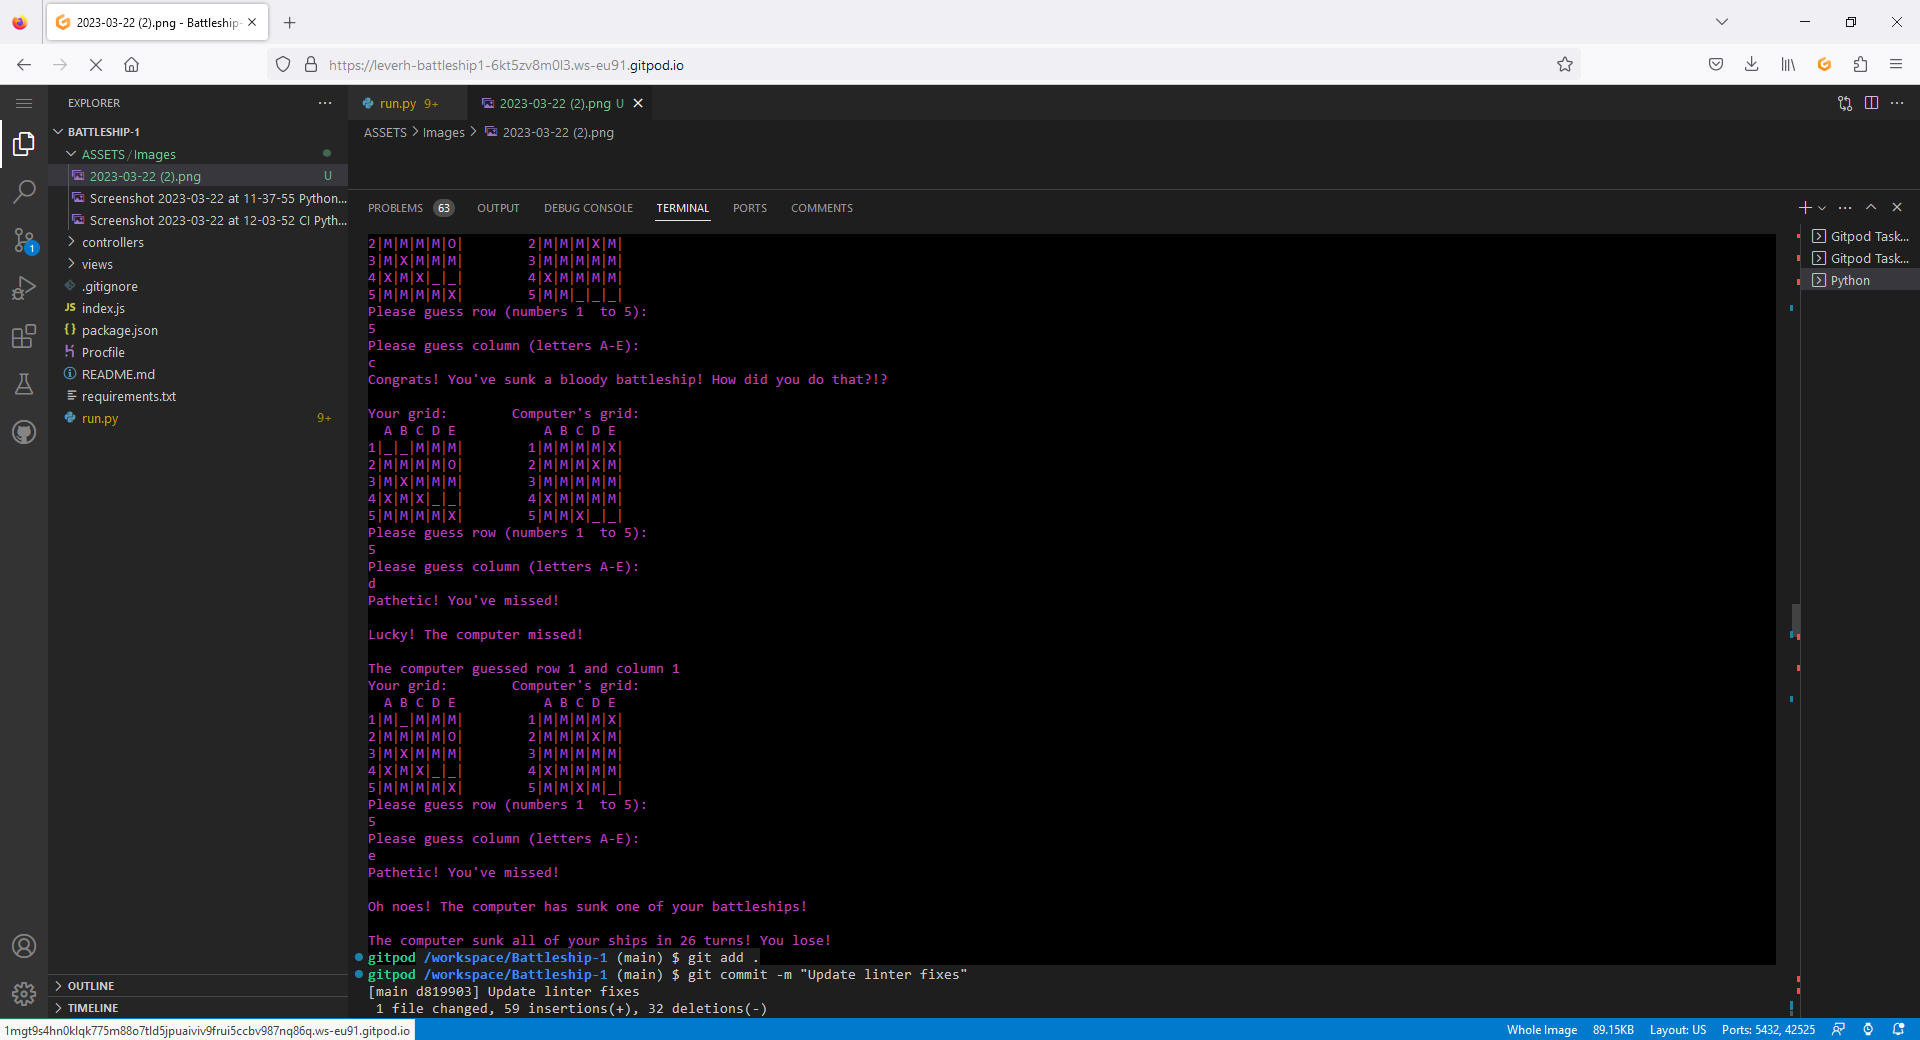 2023-03-22 (2).png - Battleship-
https://leverh-battleship1-6kt5zv8m0l3.ws-eu91.gitpod.io
EXPLORER
BATTLESHIP-1
ASSETS / Images
2023-03-22 (2).png U
Screenshot 2023-03-22 at 11-37-55 Python...
Screenshot 2023-03-22 at 12-03-52 CI Pyth...
controllers
views
.gitignore
JS index.js
{} package.json
Procfile
README.md
requirements.txt
run.py 9+
OUTLINE
TIMELINE
1
run.py 9+
2023-03-22 (2).png U
ASSETS > Images > 2023-03-22 (2).png
PROBLEMS 63 OUTPUT DEBUG CONSOLE TERMINAL PORTS COMMENTS
2|M|M|M|M|O| 2|M|M|M|X|M|
3|M|X|M|M|M| 3|M|M|M|M|M|
4|X|M|X|_|_| 4|X|M|M|M|M|
5|M|M|M|M|X| 5|M|M|_|_|_|
Please guess row (numbers 1  to 5):
5
Please guess column (letters A-E):
c
Congrats! You've sunk a bloody battleship! How did you do that?!?
Your grid: Computer's grid:
A B C D E A B C D E
1|_|_|M|M|M| 1|M|M|M|M|X|
2|M|M|M|M|O| 2|M|M|M|X|M|
3|M|X|M|M|M| 3|M|M|M|M|M|
4|X|M|X|_|_| 4|X|M|M|M|M|
5|M|M|M|M|X| 5|M|M|X|_|_|
Please guess row (numbers 1  to 5):
5
Please guess column (letters A-E):
d
Pathetic! You've missed!
Lucky! The computer missed!
The computer guessed row 1 and column 1
Your grid: Computer's grid:
A B C D E A B C D E
1|M|_|M|M|M| 1|M|M|M|M|X|
2|M|M|M|M|O| 2|M|M|M|X|M|
3|M|X|M|M|M| 3|M|M|M|M|M|
4|X|M|X|_|_| 4|X|M|M|M|M|
5|M|M|M|M|X| 5|M|M|X|M|_|
Please guess row (numbers 1  to 5):
5
Please guess column (letters A-E):
e
Pathetic! You've missed!
Oh noes! The computer has sunk one of your battleships!
The computer sunk all of your ships in 26 turns! You lose!
gitpod /workspace/Battleship-1 (main) $ git add .
gitpod /workspace/Battleship-1 (main) $ git commit -m "Update linter fixes"
[main d819903] Update linter fixes
1 file changed, 59 insertions(+), 32 deletions(-)
Gitpod Task...
Gitpod Task...
Python
1mgt9s4hn0klqk775m88o7tld5jpuaiviv9frui5ccbv987nq86q.ws-eu91.gitpod.io
Whole Image 89.15KB Layout: US Ports: 5432, 42525